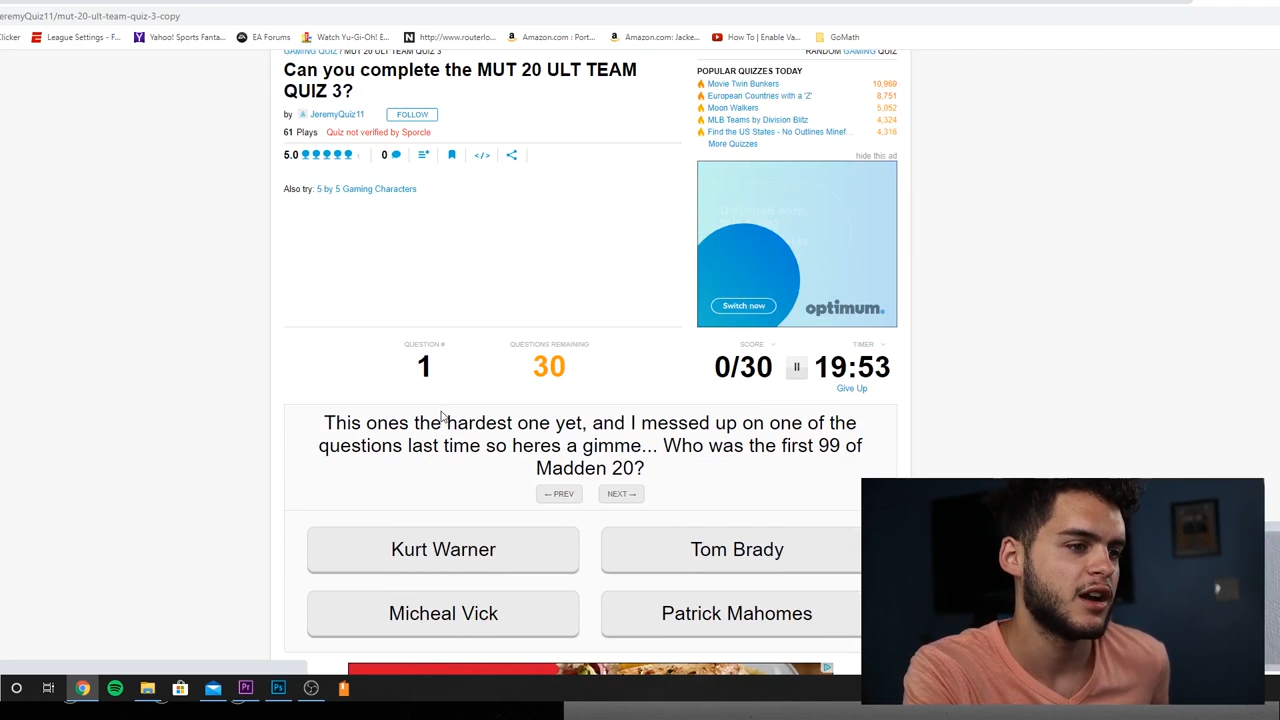 eremyQuiz11/mut-20-ult-team-quiz-3-copy
licker
League Settings - F...
Yahoo! Sports Fanta...
EA Forums
Watch Yu-Gi-Oh! E...
http://www.routerlo...
Amazon.com : Port...
Amazon.com: Jacke...
How To | Enable Va...
GoMath
GAMING QUIZ / MUT 20 ULT TEAM QUIZ 3
RANDOM GAMING QUIZ
Can you complete the MUT 20 ULT TEAM
QUIZ 3?
by JeremyQuiz11 FOLLOW
61 Plays Quiz not verified by Sporcle
5.0 0 </>
Also try: 5 by 5 Gaming Characters
POPULAR QUIZZES TODAY
Movie Twin Bunkers 10,969
European Countries with a 'Z' 8,751
Moon Walkers 5,052
MLB Teams by Division Blitz 4,324
Find the US States - No Outlines Minef... 4,316
More Quizzes
hide this ad
Switch now
optimum.
QUESTION #
1
QUESTIONS REMAINING
30
SCORE
0/30
TIMER
19:53
Give Up
This ones the hardest one yet, and I messed up on one of the
questions last time so heres a gimme... Who was the first 99 of
Madden 20?
← PREV
NEXT →
Kurt Warner
Tom Brady
Micheal Vick
Patrick Mahomes
Pr
Ps